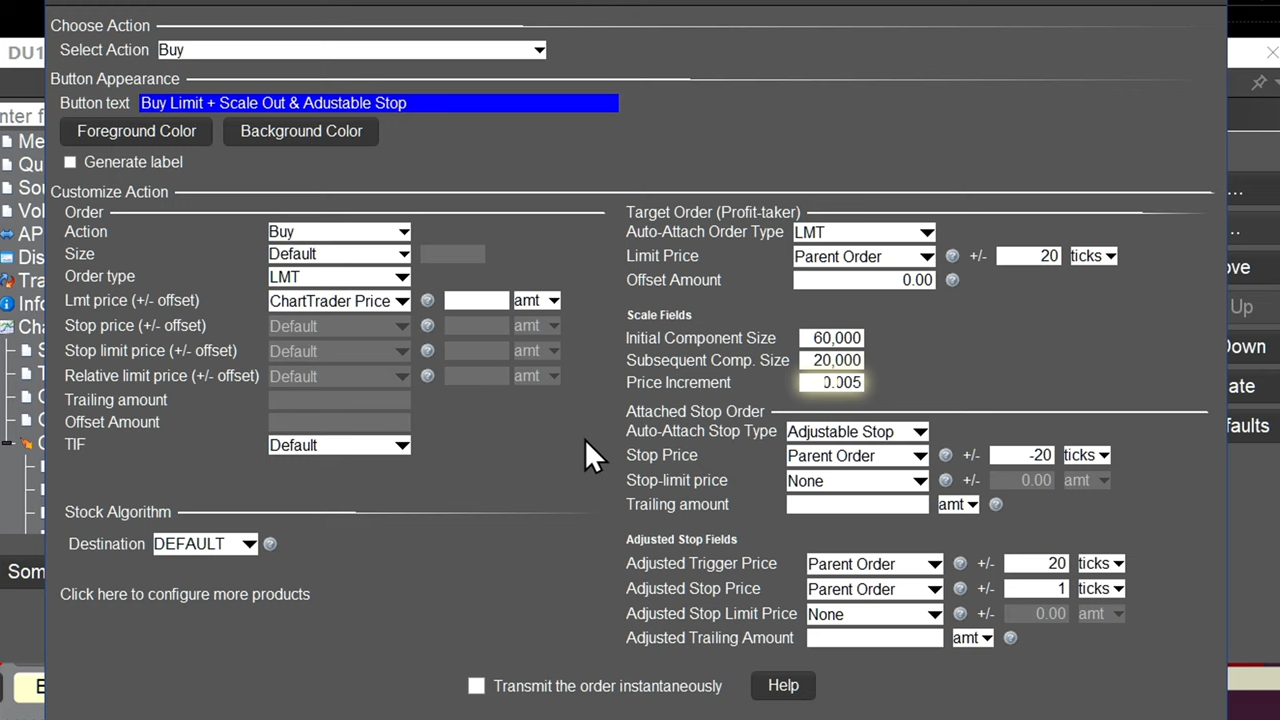 Choose Action
Select Action Buy
DU1
Button Appearance
Button text Buy Limit + Scale Out & Adustable Stop
Foreground Color Background Color
Generate label
Customize Action
Order
Action Buy
Size Default
Order type LMT
Lmt price (+/- offset) ChartTrader Price amt
Stop price (+/- offset) Default amt
Stop limit price (+/- offset) Default amt
Relative limit price (+/- offset) Default amt
Trailing amount
Offset Amount
TIF Default
Stock Algorithm
Destination DEFAULT
Click here to configure more products
Target Order (Profit-taker)
Auto-Attach Order Type LMT
Limit Price Parent Order +/- 20 ticks
Offset Amount 0.00
Scale Fields
Initial Component Size 60,000
Subsequent Comp. Size 20,000
Price Increment 0.005
Attached Stop Order
Auto-Attach Stop Type Adjustable Stop
Stop Price Parent Order +/- -20 ticks
Stop-limit price None +/- 0.00 amt
Trailing amount amt
Adjusted Stop Fields
Adjusted Trigger Price Parent Order +/- 20 ticks
Adjusted Stop Price Parent Order +/- 1 ticks
Adjusted Stop Limit Price None +/- 0.00 amt
Adjusted Trailing Amount amt
Transmit the order instantaneously Help
Up